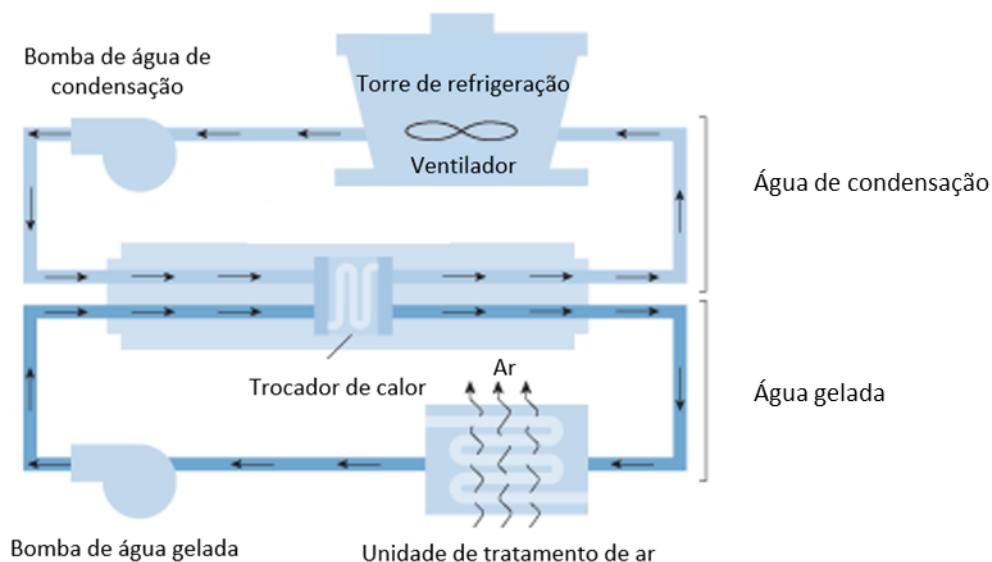 Bomba de água de
condensação
Torre de refrigeração
Ventilador
Água de condensação
Trocador de calor
Ar
Água gelada
Bomba de água gelada
Unidade de tratamento de ar